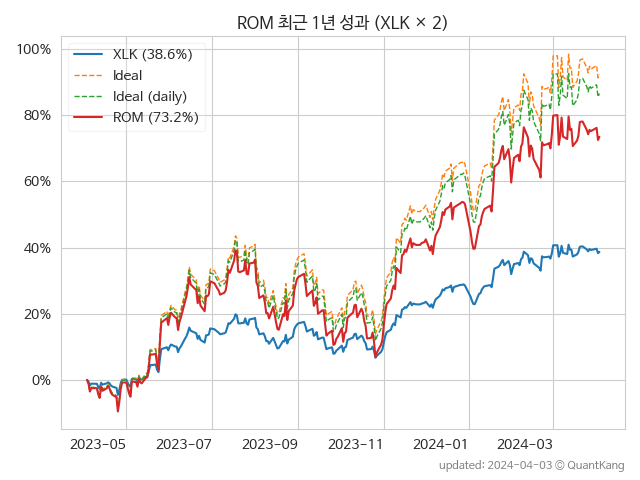 ROM 최근 1년 성과 (XLK × 2)
XLK (38.6%)
Ideal
Ideal (daily)
ROM (73.2%)
100%
80%
60%
40%
20%
0%
2023-05 2023-07 2023-09 2023-11 2024-01 2024-03
updated: 2024-04-03 © QuantKang